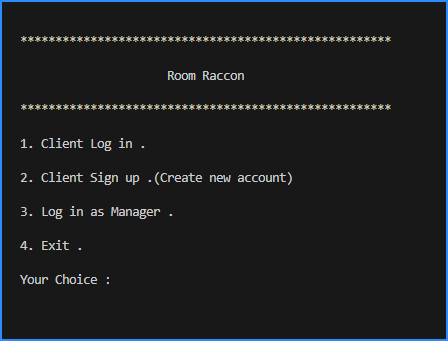 *****************************************************
Room Raccon
*****************************************************
1. Client Log in .
2. Client Sign up .(Create new account)
3. Log in as Manager .
4. Exit .
Your Choice :